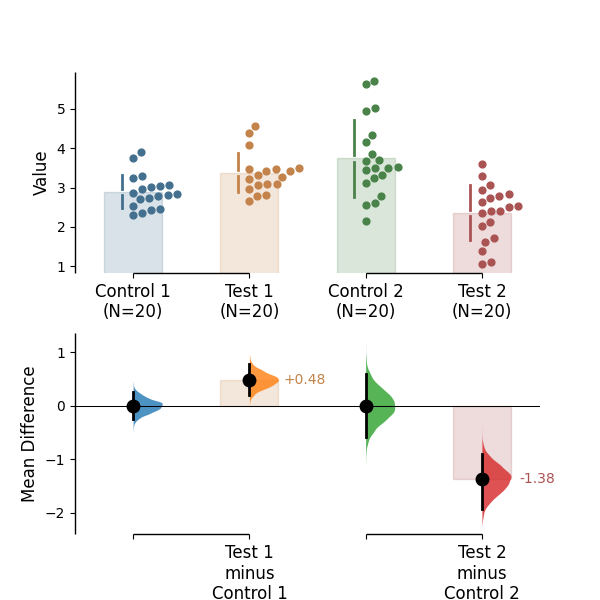 Value
5
4
3
2
1
Control 1 Test 1 Control 2 Test 2
(N=20) (N=20) (N=20) (N=20)
Mean Difference
1
0
−1
−2
+0.48
-1.38
Test 1 Test 2
minus minus
Control 1 Control 2